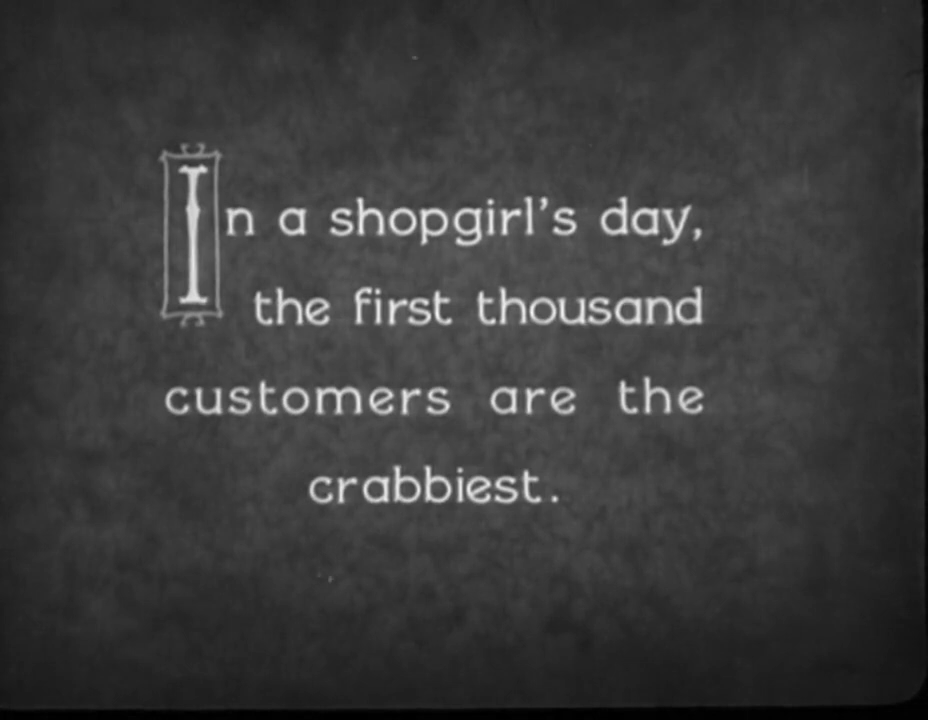 In a shopgirl's day,
the first thousand
customers are the
crabbiest.